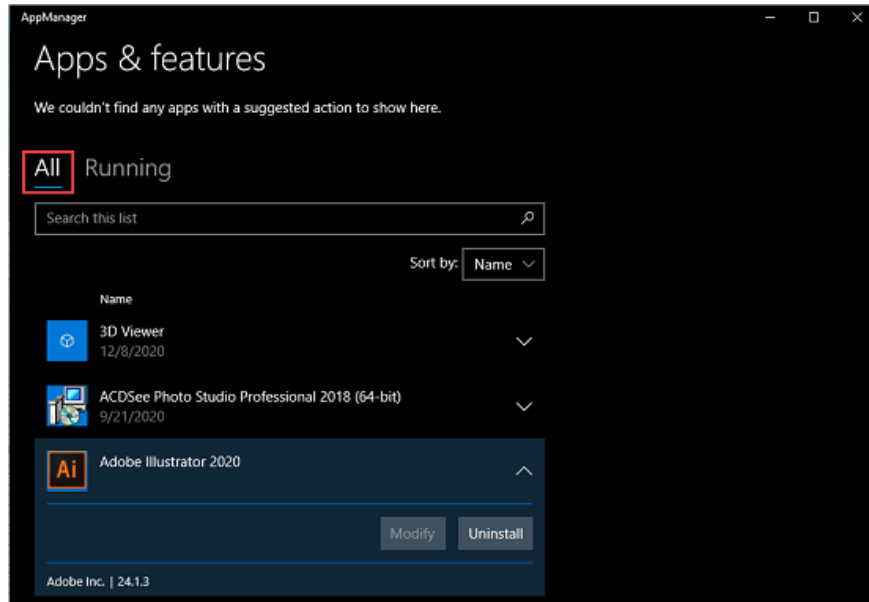 AppManager
Apps & features
We couldn't find any apps with a suggested action to show here.
All Running
Search this list
Sort by: Name
Name
3D Viewer
12/8/2020
ACDSee Photo Studio Professional 2018 (64-bit)
9/21/2020
Ai Adobe Illustrator 2020
Modify Uninstall
Adobe Inc. | 24.1.3